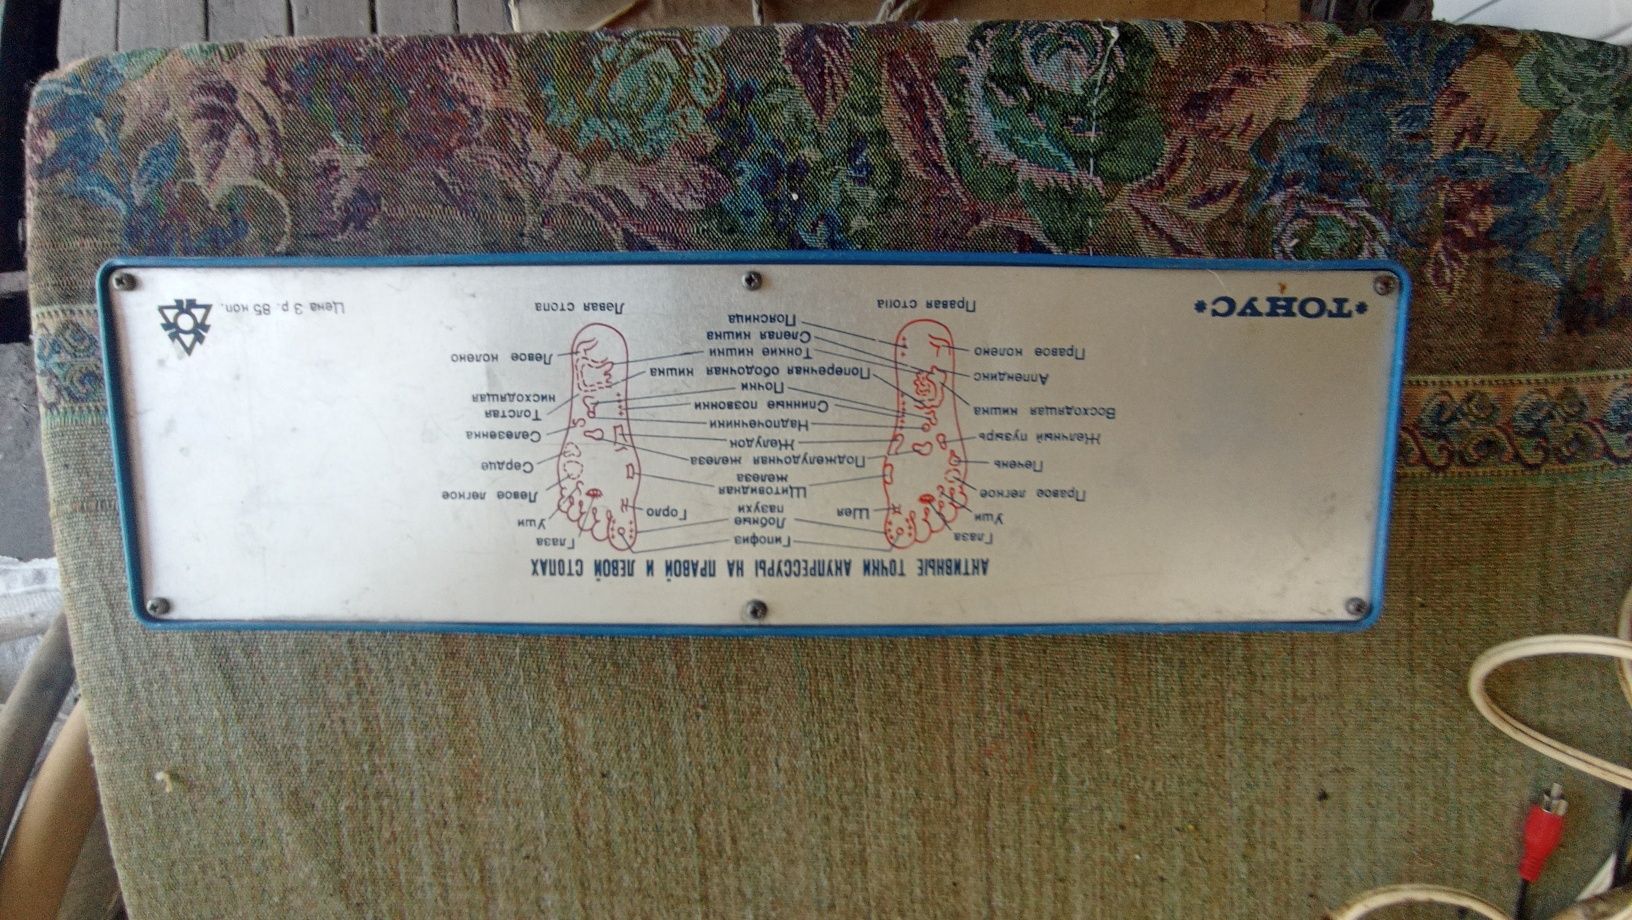 АКТИВНЫЕ ТОЧКИ АКУПРЕССУРЫ НА ПРАВОЙ И ЛЕВОЙ СТОПАХ
Глаза
Уши
Правое легкое
Печень
Желчный пузырь
Восходящая кишка
Аппендикс
Правое колено
Правая стопа
Шея
Гипофиз
Лобные
пазухи
Щитовидная
железа
Поджелудочная железа
Желудок
Надпочечники
Спинные позвонки
Почки
Поперечная ободочная кишка
Тонкие кишки
Слепая кишка
Поясница
Горло
Глаза
Уши
Левое легкое
Сердце
Селезенка
Толстая
нисходящая
Левое колено
Левая стопа
*ТОНУС*
Цена 3 р. 85 коп.